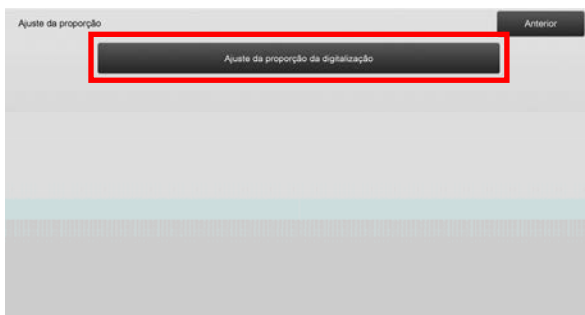 Ajuste da proporção
Anterior
Ajuste da proporção da digitalização